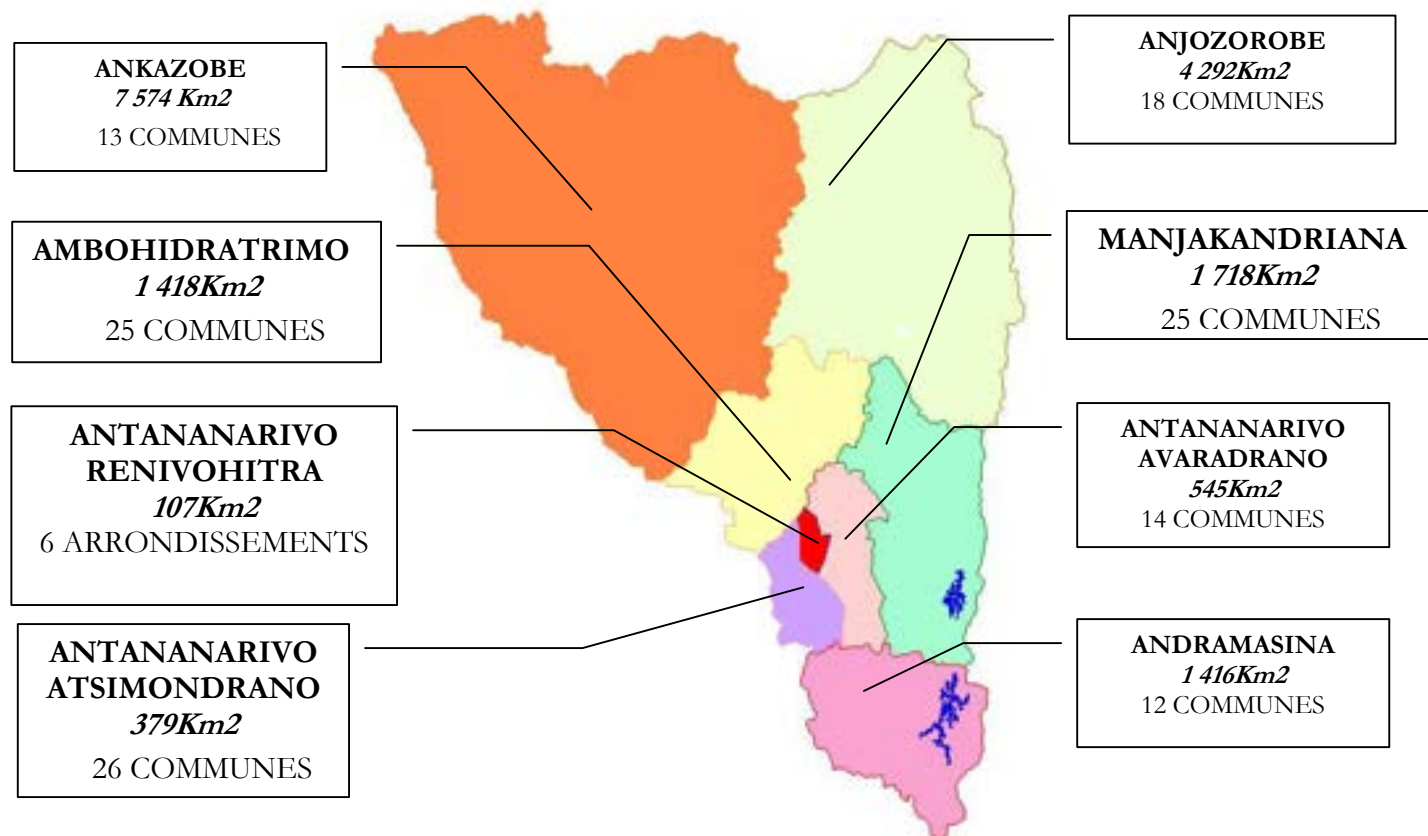 ANKAZOBE
7 574 Km2
13 COMMUNES
AMBOHIDRATRIMO
1 418Km2
25 COMMUNES
ANTANANARIVO
RENIVOHITRA
107Km2
6 ARRONDISSEMENTS
ANTANANARIVO
ATSIMONDRANO
379Km2
26 COMMUNES
ANJOZOROBE
4 292Km2
18 COMMUNES
MANJAKANDRIANA
1 718Km2
25 COMMUNES
ANTANANARIVO
AVARADRANO
545Km2
14 COMMUNES
ANDRAMASINA
1 416Km2
12 COMMUNES